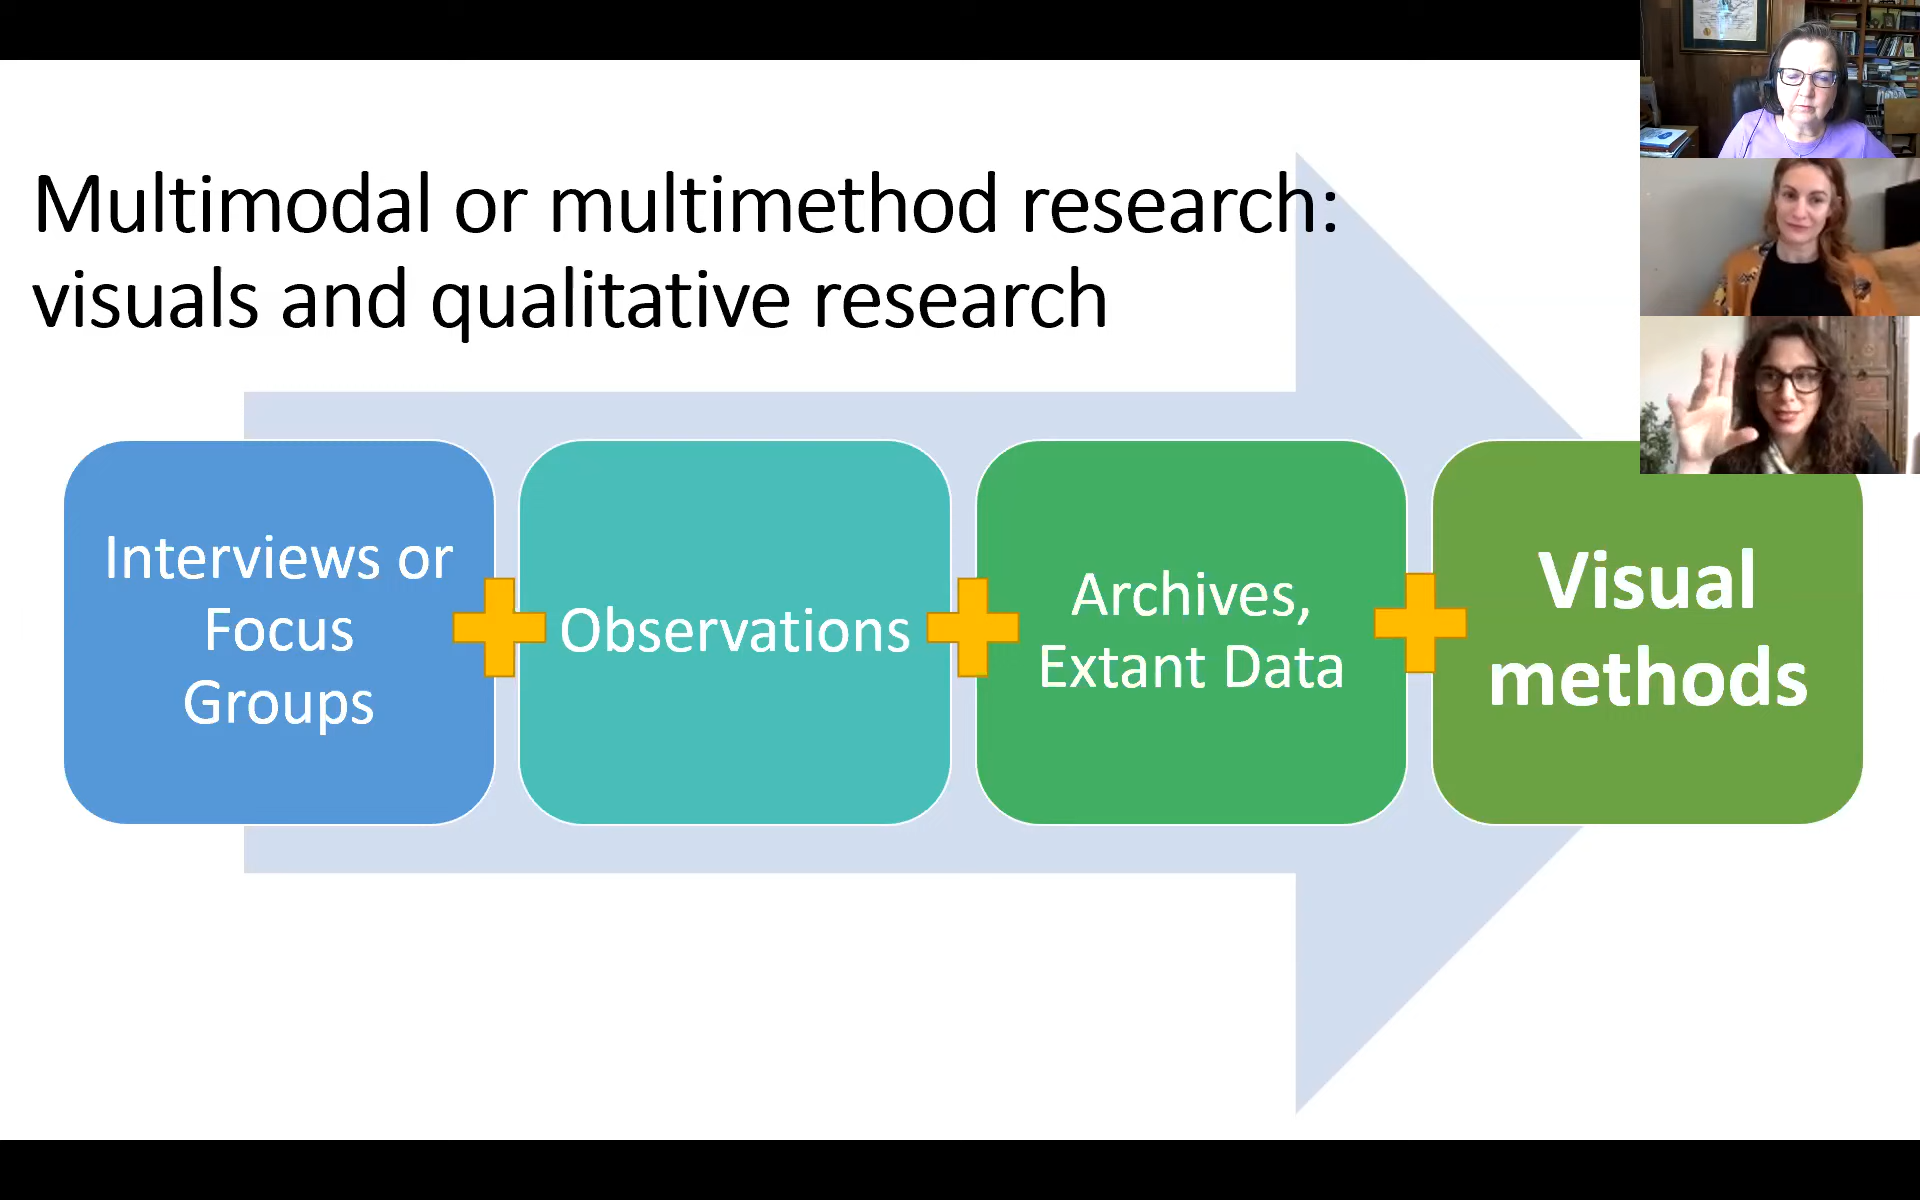 Multimodal or multimethod research:
visuals and qualitative research
Interviews or
Focus
Groups
Observations
Archives,
Extant Data
Visual
methods